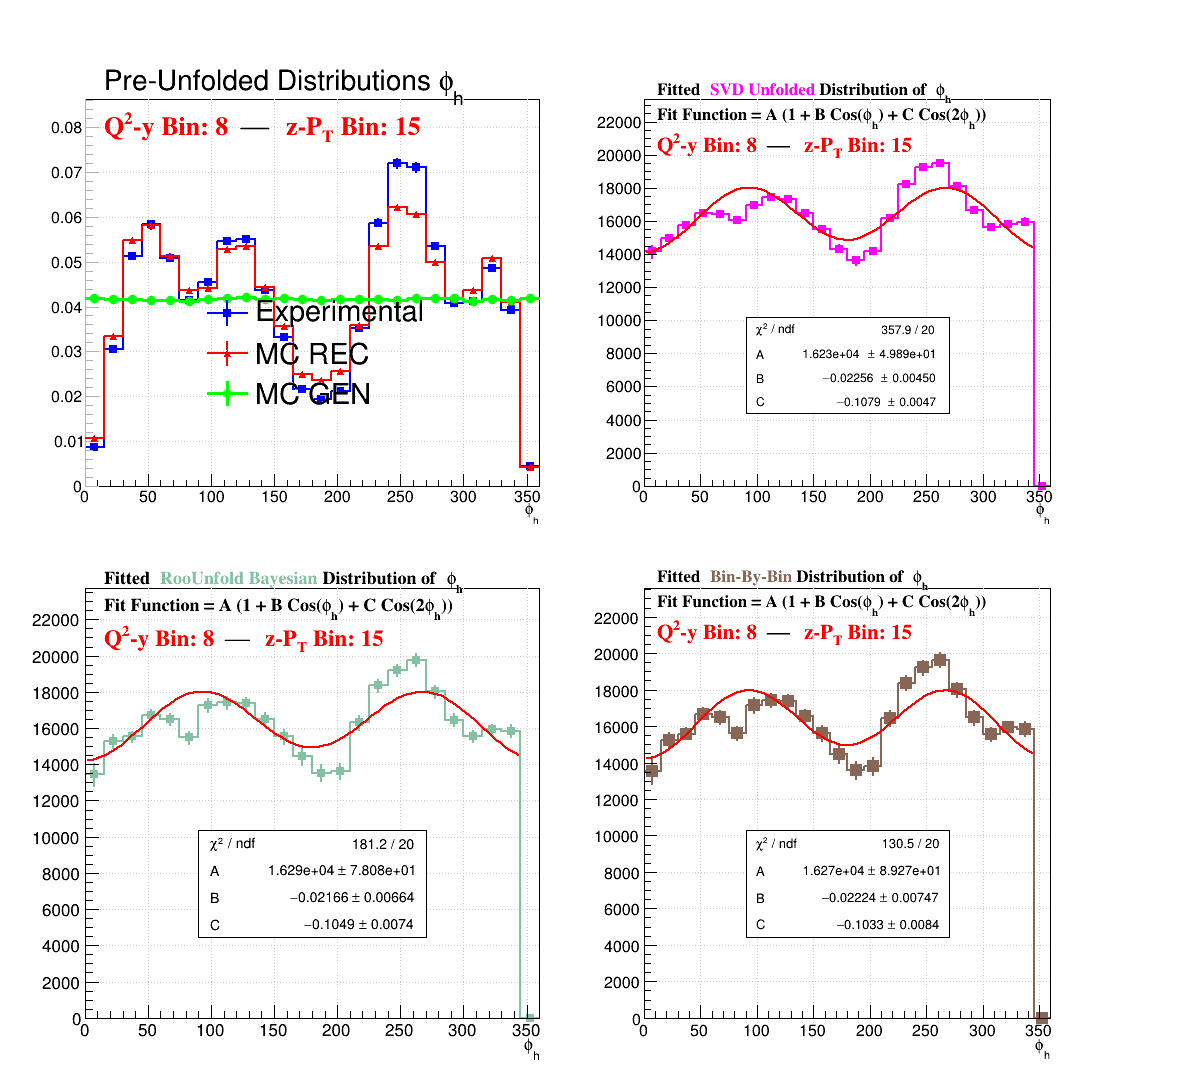 Pre-Unfolded Distributions ϕh
Q²-y Bin: 8 — z-PT Bin: 15
0.08
0.07
0.06
0.05
0.04
0.03
0.02
0.01
0
Experimental
MC REC
MC GEN
0 50 100 150 200 250 300 350
ϕh
Fitted SVD Unfolded Distribution of ϕh
Fit Function = A (1 + B Cos(ϕh) + C Cos(2ϕh))
Q²-y Bin: 8 — z-PT Bin: 15
22000
20000
18000
16000
14000
12000
10000
8000
6000
4000
2000
0
χ² / ndf 357.9 / 20
A 1.623e+04 ± 4.989e+01
B −0.02256 ± 0.00450
C −0.1079 ± 0.0047
0 50 100 150 200 250 300 350
ϕh
Fitted RooUnfold Bayesian Distribution of ϕh
Fit Function = A (1 + B Cos(ϕh) + C Cos(2ϕh))
Q²-y Bin: 8 — z-PT Bin: 15
22000
20000
18000
16000
14000
12000
10000
8000
6000
4000
2000
0
χ² / ndf 181.2 / 20
A 1.629e+04 ± 7.808e+01
B −0.02166 ± 0.00664
C −0.1049 ± 0.0074
0 50 100 150 200 250 300 350
ϕh
Fitted Bin-By-Bin Distribution of ϕh
Fit Function = A (1 + B Cos(ϕh) + C Cos(2ϕh))
Q²-y Bin: 8 — z-PT Bin: 15
22000
20000
18000
16000
14000
12000
10000
8000
6000
4000
2000
0
χ² / ndf 130.5 / 20
A 1.627e+04 ± 8.927e+01
B −0.02224 ± 0.00747
C −0.1033 ± 0.0084
0 50 100 150 200 250 300 350
ϕh